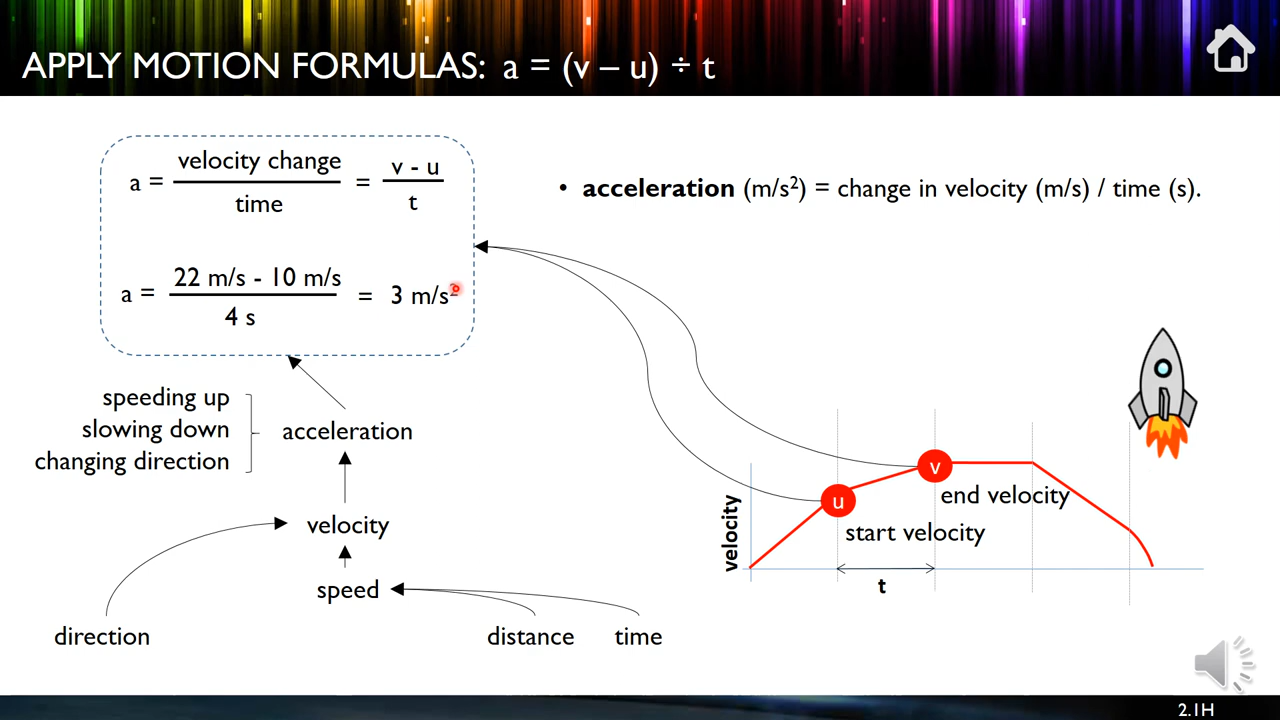 APPLY MOTION FORMULAS: a = (v – u) ÷ t
a = velocity change / time = v - u / t
• acceleration (m/s²) = change in velocity (m/s) / time (s).
a = 22 m/s - 10 m/s / 4 s = 3 m/s²
speeding up
slowing down
changing direction
acceleration
velocity
speed
direction
distance
time
velocity
u
v
end velocity
start velocity
t
2.1H